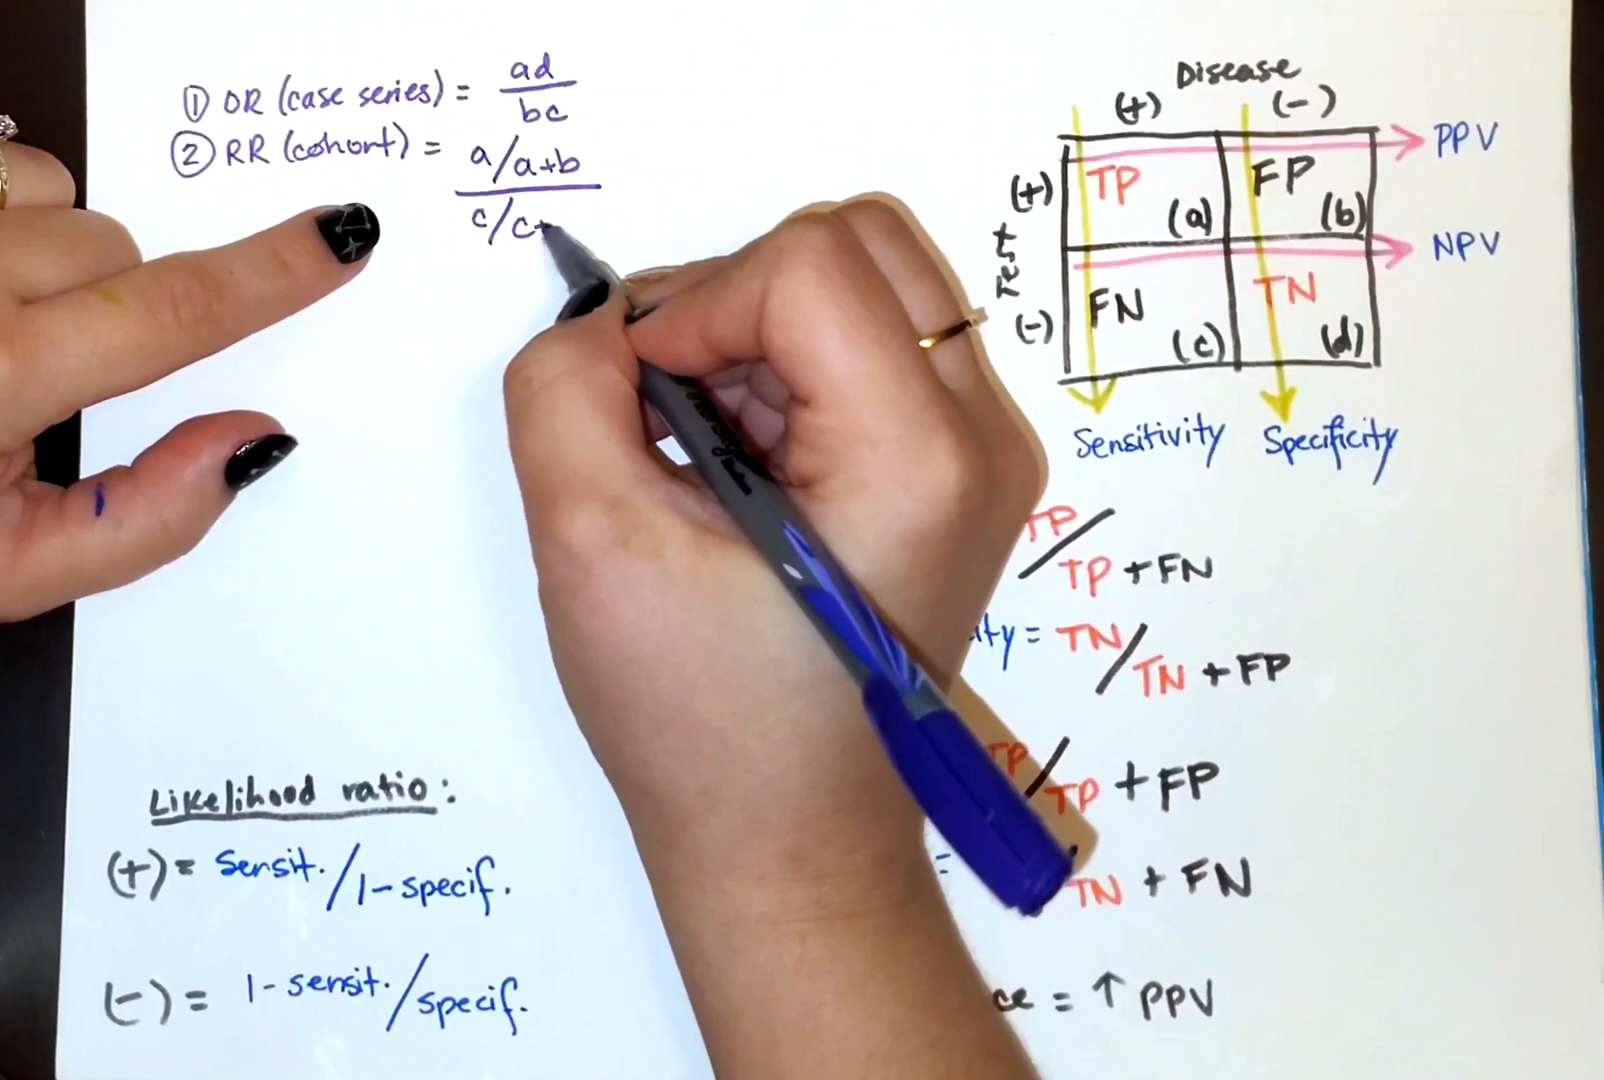 ① OR (case series) = ad
bc
② RR (cohort) = a/a+b
c/c+
Disease
(+) (-)
Test
(+) TP (a) FP (b) PPV
(-) FN (c) TN (d) NPV
Sensitivity Specificity
TP/TP + FN
ity = TN/TN + FP
TP/TP + FP
= TN + FN
ce = ↑ PPV
Likelihood ratio:
(+) = Sensit./1-specif.
(-) = 1-sensit./specif.